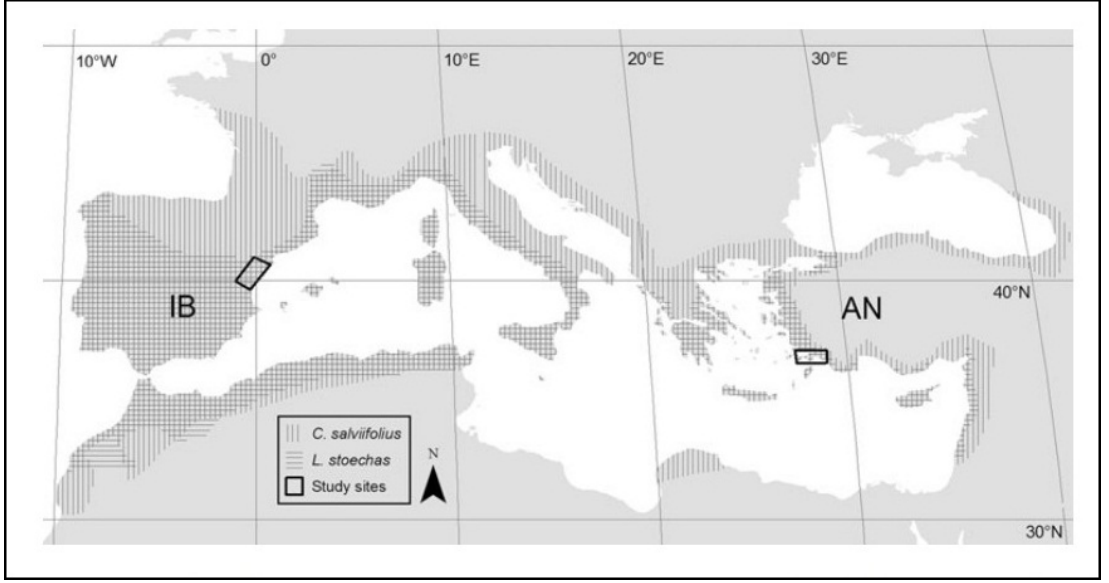 10°W 0° 10°E 20°E 30°E
40°N
IB
AN
C. salviifolius
L. stoechas
Study sites
N
30°N